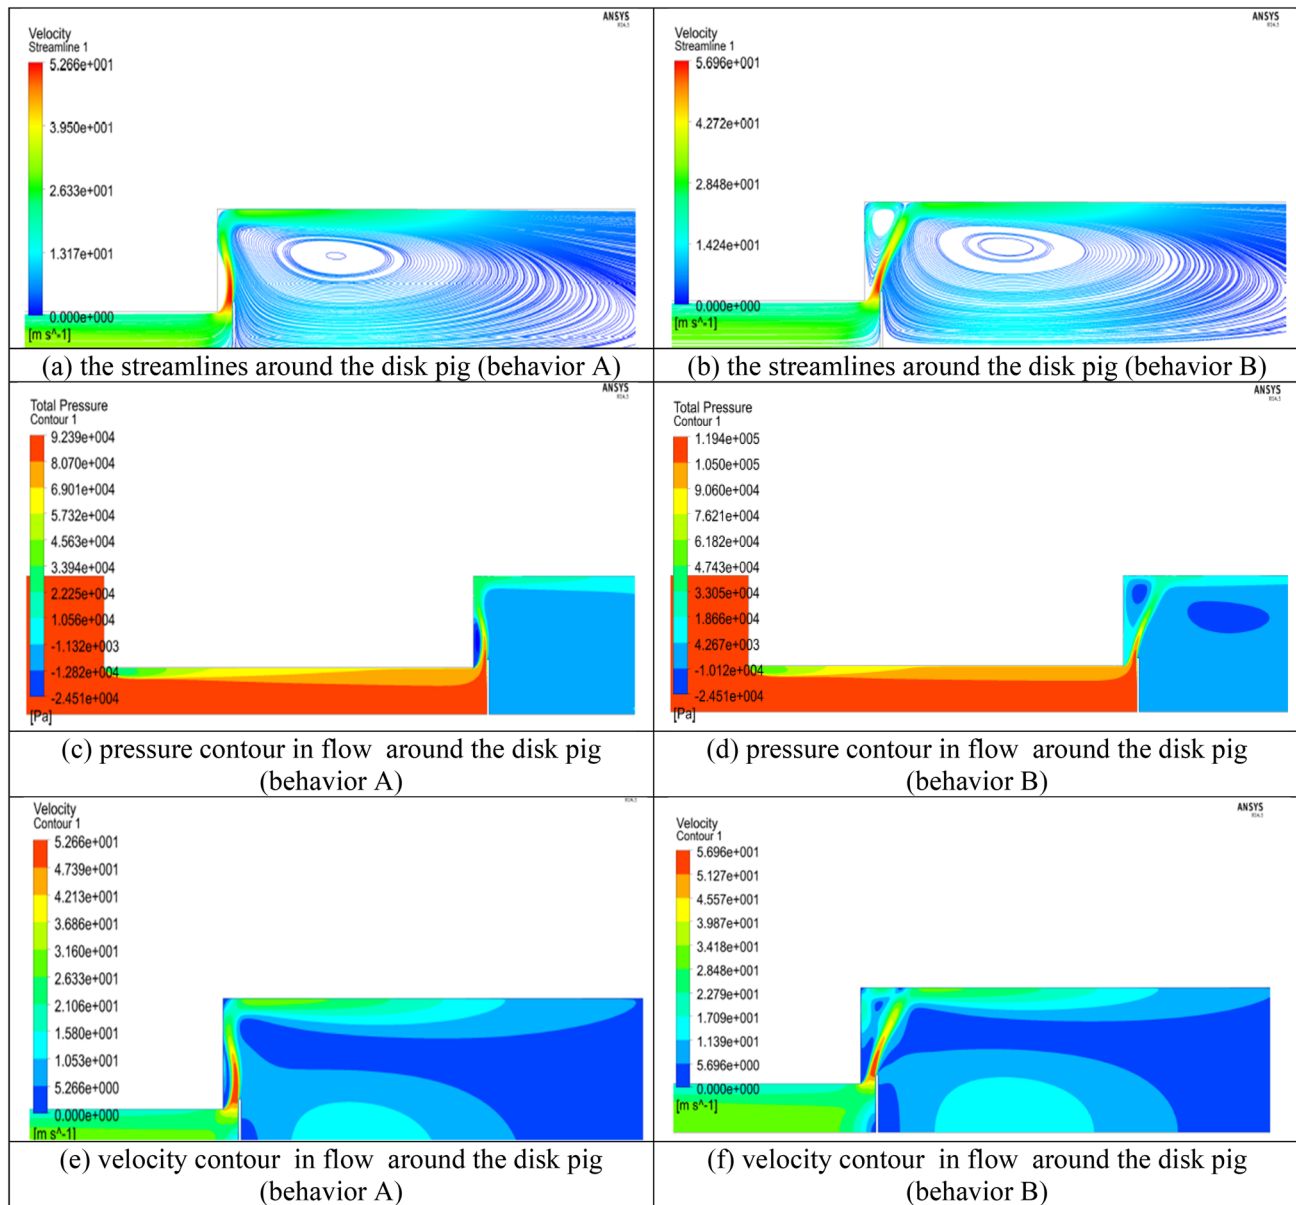 ANSYS
R14.5
Velocity
Streamline 1
5.266e+001
3.950e+001
2.633e+001
1.317e+001
0.000e+000
[m s^-1]
(a) the streamlines around the disk pig (behavior A)
ANSYS
R14.5
Velocity
Streamline 1
5.696e+001
4.272e+001
2.848e+001
1.424e+001
0.000e+000
[m s^-1]
(b) the streamlines around the disk pig (behavior B)
ANSYS
R14.5
Total Pressure
Contour 1
9.239e+004
8.070e+004
6.901e+004
5.732e+004
4.563e+004
3.394e+004
2.225e+004
1.056e+004
-1.132e+003
-1.282e+004
-2.451e+004
[Pa]
(c) pressure contour in flow around the disk pig
(behavior A)
ANSYS
R14.5
Total Pressure
Contour 1
1.194e+005
1.050e+005
9.060e+004
7.621e+004
6.182e+004
4.743e+004
3.305e+004
1.866e+004
4.267e+003
-1.012e+004
-2.451e+004
[Pa]
(d) pressure contour in flow around the disk pig
(behavior B)
R14.5
Velocity
Contour 1
5.266e+001
4.739e+001
4.213e+001
3.686e+001
3.160e+001
2.633e+001
2.106e+001
1.580e+001
1.053e+001
5.266e+000
0.000e+000
[m s^-1]
(e) velocity contour in flow around the disk pig
(behavior A)
ANSYS
R14.5
Velocity
Contour 1
5.696e+001
5.127e+001
4.557e+001
3.987e+001
3.418e+001
2.848e+001
2.279e+001
1.709e+001
1.139e+001
5.696e+000
0.000e+000
[m s^-1]
(f) velocity contour in flow around the disk pig
(behavior B)